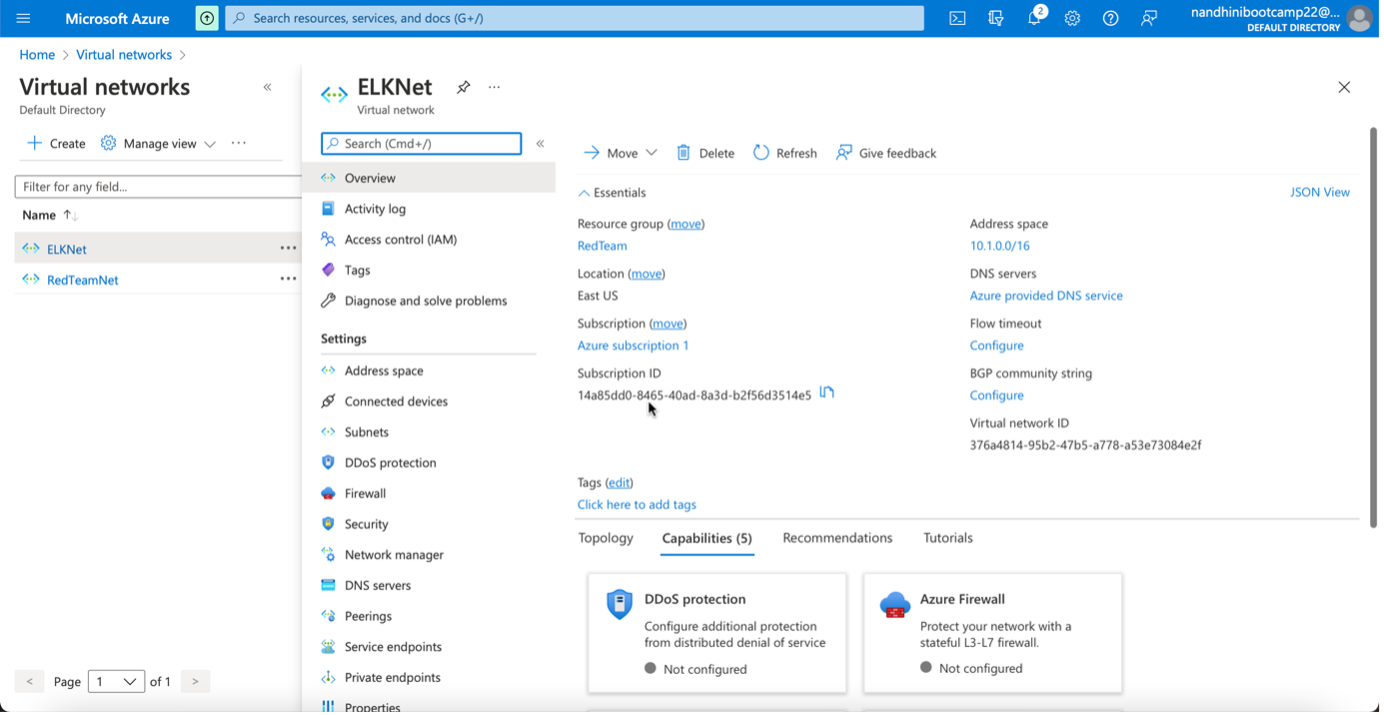 Microsoft Azure
Search resources, services, and docs (G+/)
2
nandhinibootcamp22@...
DEFAULT DIRECTORY
Home > Virtual networks >
Virtual networks «
Default Directory
Create Manage view ...
Filter for any field...
Name ↑↓
ELKNet ...
RedTeamNet ...
< Page 1 of 1 >
ELKNet ...
Virtual network
Search (Cmd+/) «
Overview
Activity log
Access control (IAM)
Tags
Diagnose and solve problems
Settings
Address space
Connected devices
Subnets
DDoS protection
Firewall
Security
Network manager
DNS servers
Peerings
Service endpoints
Private endpoints
Properties
Move Delete Refresh Give feedback
Essentials
JSON View
Resource group (move)
RedTeam
Location (move)
East US
Subscription (move)
Azure subscription 1
Subscription ID
14a85dd0-8465-40ad-8a3d-b2f56d3514e5
Address space
10.1.0.0/16
DNS servers
Azure provided DNS service
Flow timeout
Configure
BGP community string
Configure
Virtual network ID
376a4814-95b2-47b5-a778-a53e73084e2f
Tags (edit)
Click here to add tags
Topology Capabilities (5) Recommendations Tutorials
DDoS protection
Configure additional protection
from distributed denial of service
Not configured
Azure Firewall
Protect your network with a
stateful L3-L7 firewall.
Not configured